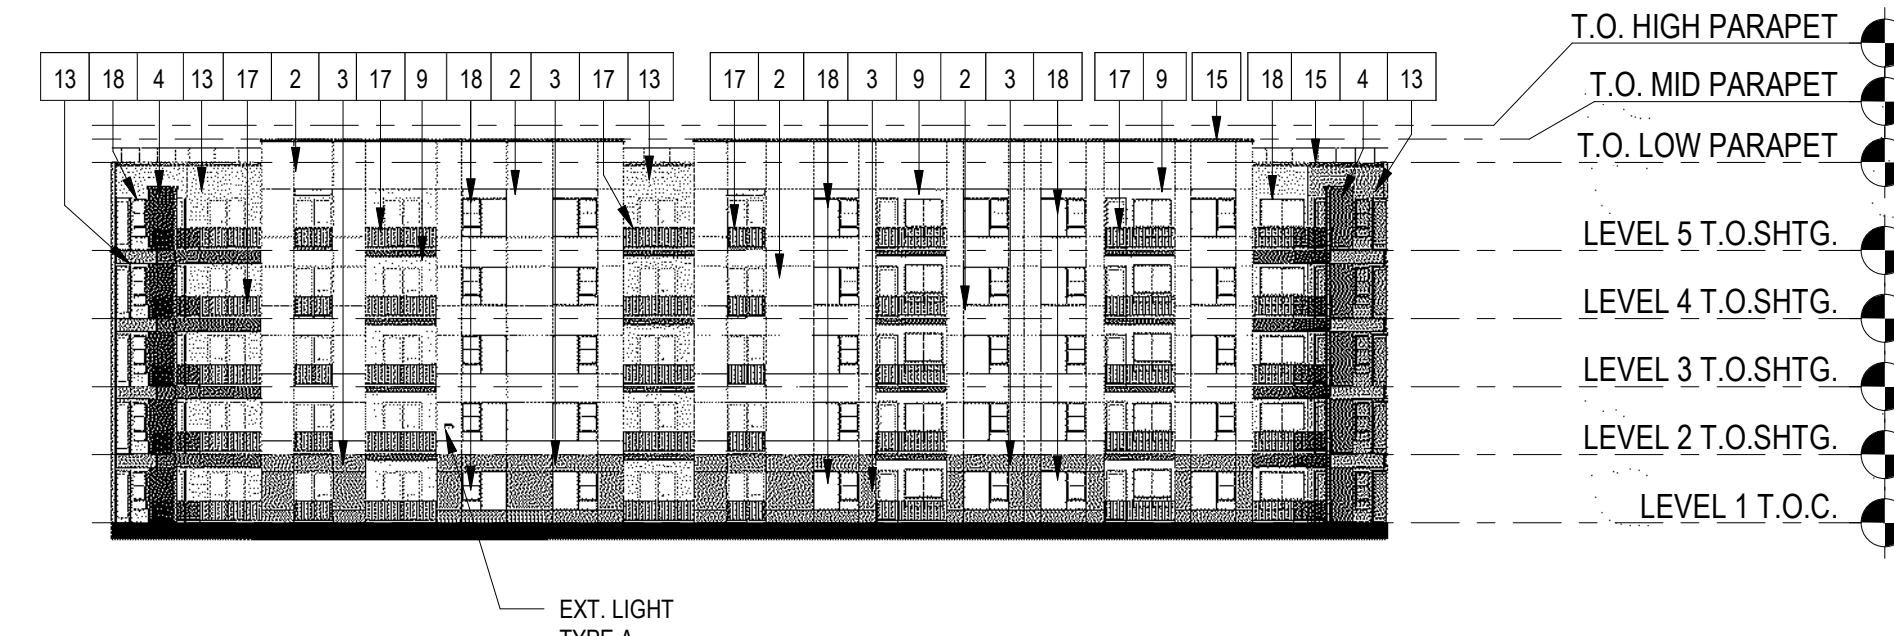 T.O. HIGH PARAPET
13 18 4 13 17 2 3 17 9 18 2 3 17 13 17 2 18 3 9 2 3 18 17 9 15 18 15 4 13
T.O. MID PARAPET
T.O. LOW PARAPET
LEVEL 5 T.O.SHTG.
LEVEL 4 T.O.SHTG.
LEVEL 3 T.O.SHTG.
LEVEL 2 T.O.SHTG.
LEVEL 1 T.O.C.
EXT. LIGHT
TYPE A